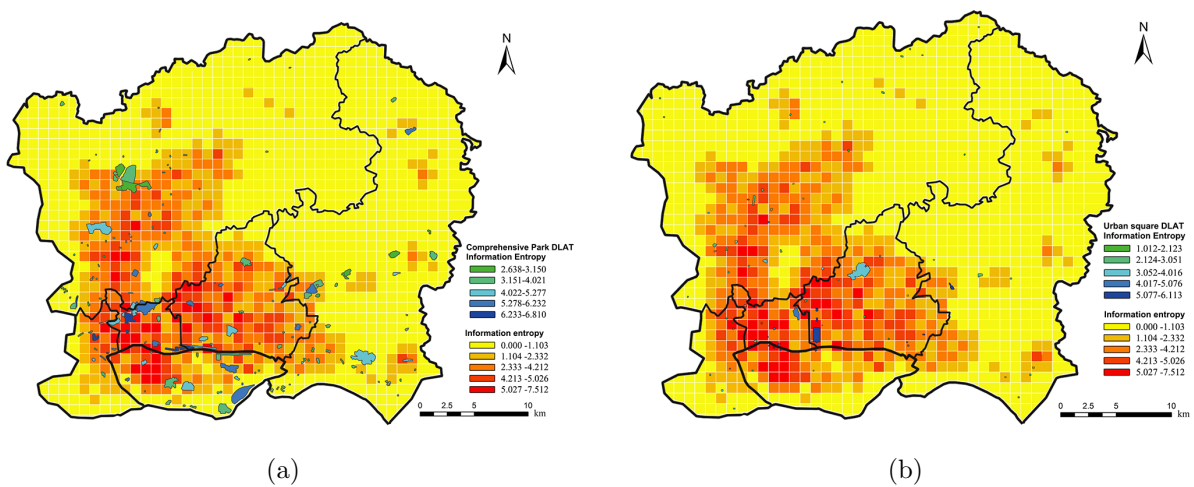 N
Comprehensive Park DLAT
Information Entropy
2.638-3.150
3.151-4.021
4.022-5.277
5.278-6.232
6.233-6.810
Information entropy
0.000 -1.103
1.104 -2.332
2.333 -4.212
4.213 -5.026
5.027 -7.512
0 2.5 5 10
km
(a)
N
Urban square DLAT
Information Entropy
1.012-2.123
2.124-3.051
3.052-4.016
4.017-5.076
5.077-6.113
Information entropy
0.000 -1.103
1.104 -2.332
2.333 -4.212
4.213 -5.026
5.027 -7.512
0 2.5 5 10
km
(b)